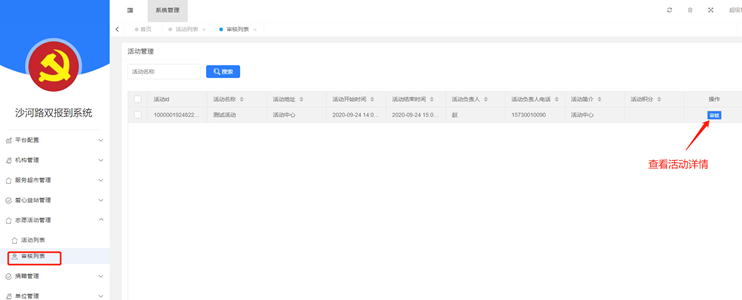 系统管理
首页
活动列表
审核列表
活动管理
活动名称
搜索
活动id 活动名称 活动地址 活动开始时间 活动结束时间 活动负责人 活动负责人电话 活动简介 活动积分 操作
1000001924822... 测试活动 活动中心 2020-09-24 14:0... 2020-09-24 15:0... 赵 15730010090 活动中心 审核
查看活动详情
沙河路双报到系统
平台配置
机构管理
服务超市管理
爱心益站管理
志愿活动管理
活动列表
审核列表
捐赠管理
单位管理